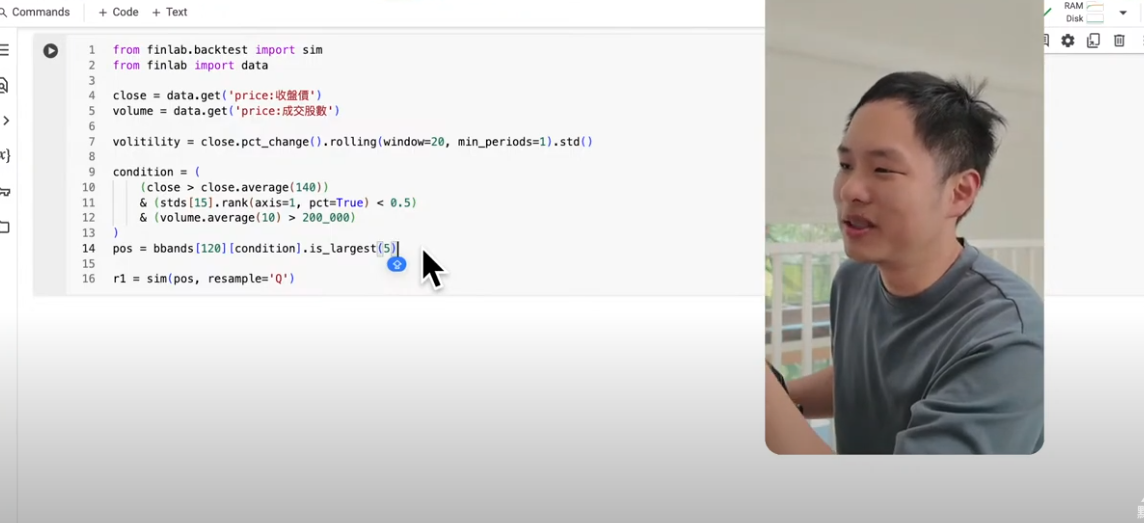 Commands + Code + Text
RAM
Disk
1 from finlab.backtest import sim
2 from finlab import data
3
4 close = data.get('price:收盤價')
5 volume = data.get('price:成交股數')
6
7 volitility = close.pct_change().rolling(window=20, min_periods=1).std()
8
9 condition = (
10 (close > close.average(140))
11 & (stds[15].rank(axis=1, pct=True) < 0.5)
12 & (volume.average(10) > 200_000)
13 )
14 pos = bbands[120][condition].is_largest(5)
15
16 r1 = sim(pos, resample='Q')